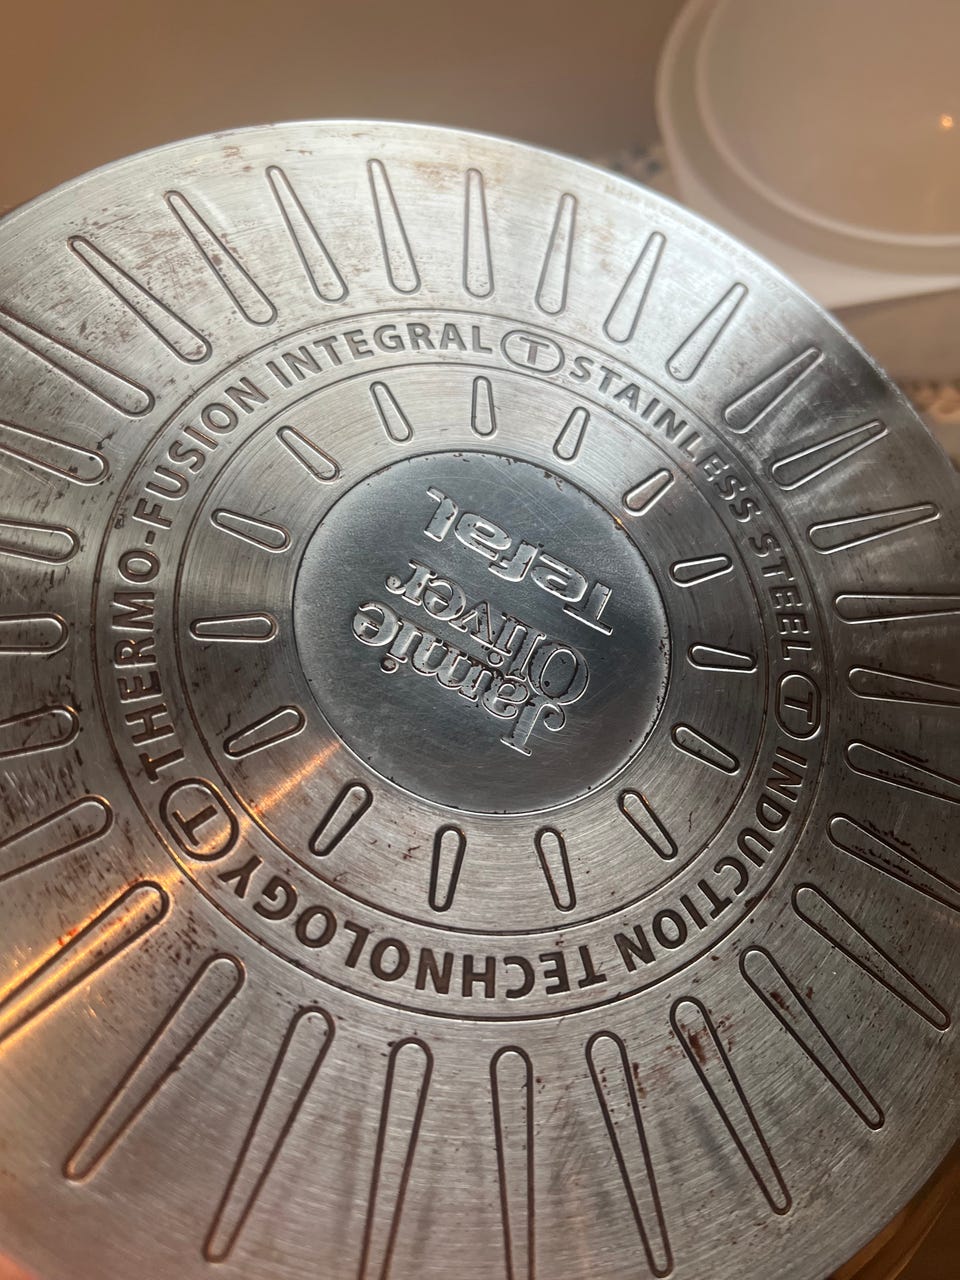 Jamie
Oliver
Tefal
THERMO-FUSION INTEGRAL T STAINLESS STEEL T INDUCTION TECHNOLOGY T